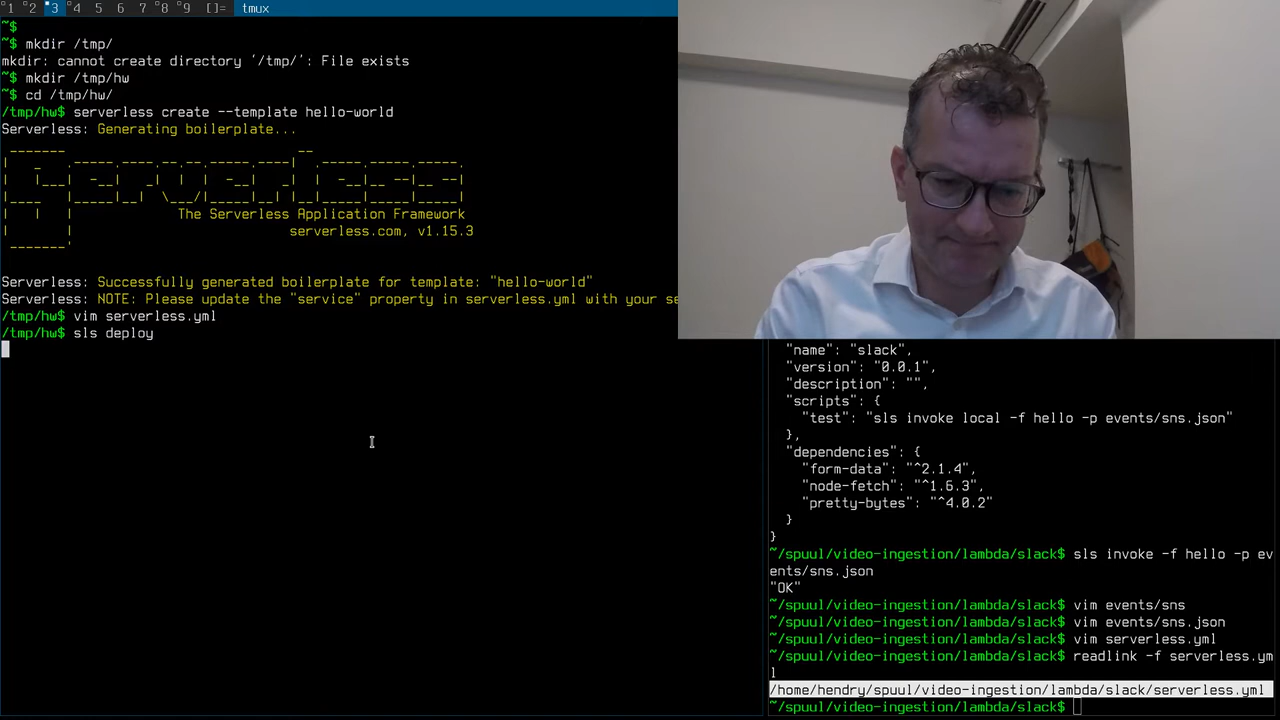 1 2 3 4 5 6 7 8 9 []= tmux
~$
~$ mkdir /tmp/
mkdir: cannot create directory ‘/tmp/’: File exists
~$ mkdir /tmp/hw
~$ cd /tmp/hw/
/tmp/hw$ serverless create --template hello-world
Serverless: Generating boilerplate...
The Serverless Application Framework
serverless.com, v1.15.3
Serverless: Successfully generated boilerplate for template: "hello-world"
Serverless: NOTE: Please update the "service" property in serverless.yml with your se
/tmp/hw$ vim serverless.yml
/tmp/hw$ sls deploy
"name": "slack",
"version": "0.0.1",
"description": "",
"scripts": {
"test": "sls invoke local -f hello -p events/sns.json"
},
"dependencies": {
"form-data": "^2.1.4",
"node-fetch": "^1.6.3",
"pretty-bytes": "^4.0.2"
}
}
~/spuul/video-ingestion/lambda/slack$ sls invoke -f hello -p ev
ents/sns.json
"OK"
~/spuul/video-ingestion/lambda/slack$ vim events/sns
~/spuul/video-ingestion/lambda/slack$ vim events/sns.json
~/spuul/video-ingestion/lambda/slack$ vim serverless.yml
~/spuul/video-ingestion/lambda/slack$ readlink -f serverless.ym
l
/home/hendry/spuul/video-ingestion/lambda/slack/serverless.yml
~/spuul/video-ingestion/lambda/slack$